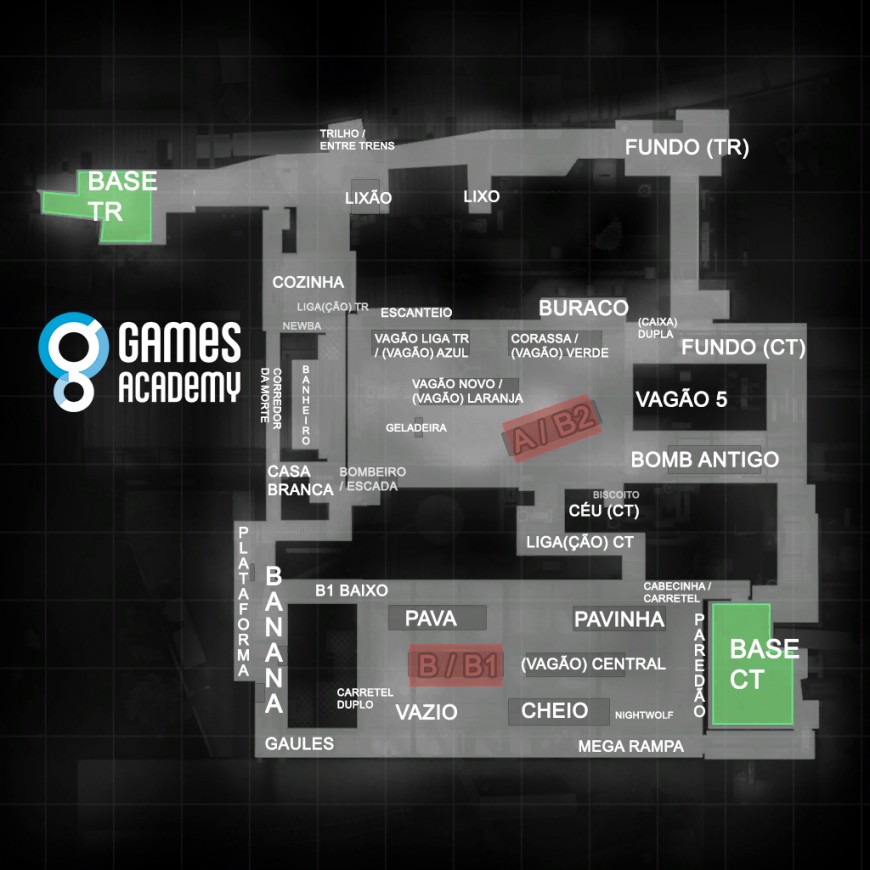 TRILHO /
ENTRE TRENS
FUNDO (TR)
BASE
TR
LIXÃO
LIXO
COZINHA
LIGA(ÇÃO) TR
ESCANTEIO
BURACO
NEWBA
(CAIXA)
DUPLA
GAMES
ACADEMY
VAGÃO LIGA TR
/ (VAGÃO) AZUL
CORASSA /
(VAGÃO) VERDE
FUNDO (CT)
CORREDOR
DA MORTE
BANHEIRO
VAGÃO NOVO /
(VAGÃO) LARANJA
VAGÃO 5
GELADEIRA
A / B2
BOMB ANTIGO
CASA
BRANCA
BOMBEIRO
/ ESCADA
BISCOITO
CÉU (CT)
LIGA(ÇÃO) CT
PLATAFORMA
BANANA
B1 BAIXO
CABECINHA /
CARRETEL
PAVA
PAVINHA
PAREDÃO
BASE
CT
B / B1
(VAGÃO) CENTRAL
CARRETEL
DUPLO
VAZIO
CHEIO
NIGHTWOLF
GAULES
MEGA RAMPA